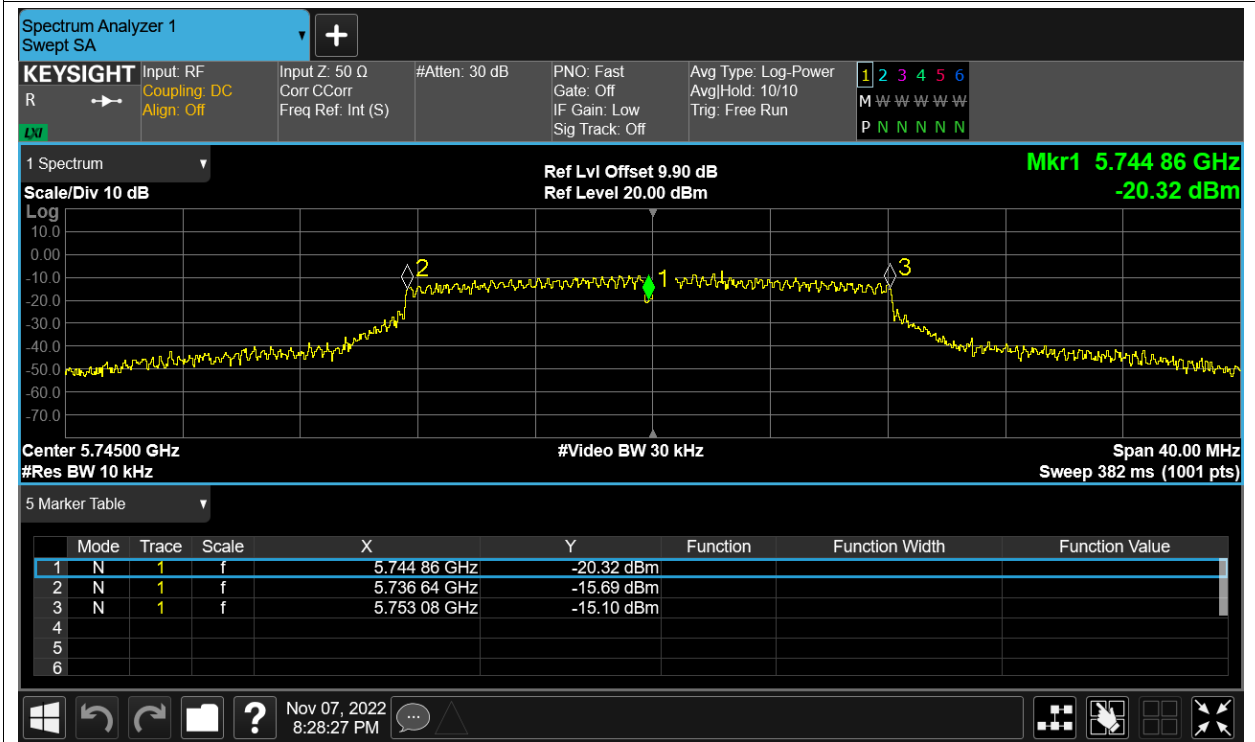 Spectrum Analyzer 1
Swept SA
+
KEYSIGHT Input: RF Input Z: 50 Ω #Atten: 30 dB PNO: Fast Avg Type: Log-Power 1 2 3 4 5 6
R Coupling: DC Corr CCorr Gate: Off Avg|Hold: 10/10 M W W W W W
Align: Off Freq Ref: Int (S) IF Gain: Low Trig: Free Run
LXI Sig Track: Off P N N N N N
1 Spectrum Ref Lvl Offset 9.90 dB Mkr1 5.744 86 GHz
Scale/Div 10 dB Ref Level 20.00 dBm -20.32 dBm
Log
10.0
0.00
-10.0
-20.0
-30.0
-40.0
-50.0
-60.0
-70.0
2 1 3
Center 5.74500 GHz #Video BW 30 kHz Span 40.00 MHz
#Res BW 10 kHz Sweep 382 ms (1001 pts)
5 Marker Table
Mode Trace Scale X Y Function Function Width Function Value
1 N 1 f 5.744 86 GHz -20.32 dBm
2 N 1 f 5.736 64 GHz -15.69 dBm
3 N 1 f 5.753 08 GHz -15.10 dBm
4
5
6
? Nov 07, 2022
8:28:27 PM